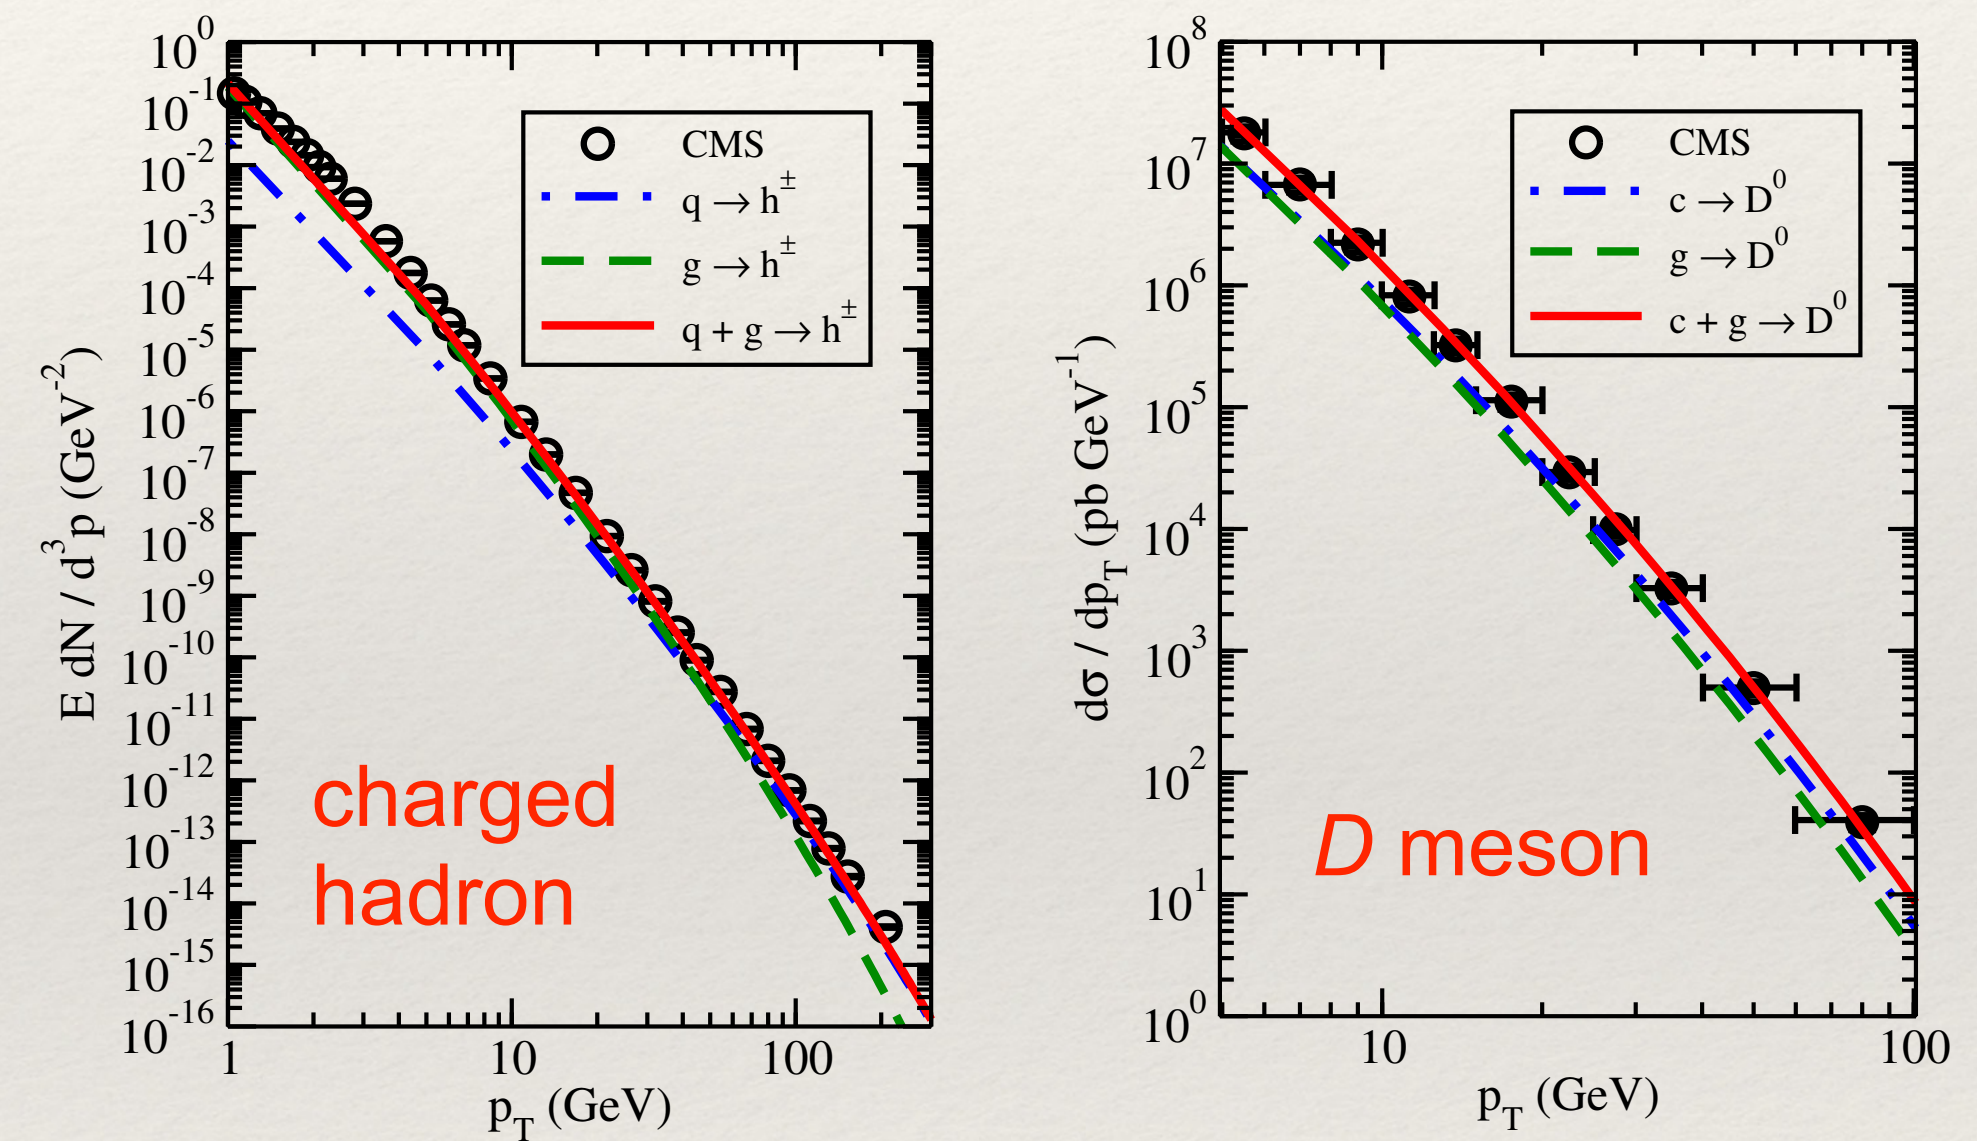 10^0
10^-1
10^-2
10^-3
10^-4
10^-5
10^-6
10^-7
10^-8
10^-9
10^-10
10^-11
10^-12
10^-13
10^-14
10^-15
10^-16
E dN / d^3p (GeV^-2)
CMS
q → h^±
g → h^±
q + g → h^±
charged
hadron
1 10 100
p_T (GeV)
10^8
10^7
10^6
10^5
10^4
10^3
10^2
10^1
10^0
dσ / dp_T (pb GeV^-1)
CMS
c → D^0
g → D^0
c + g → D^0
D meson
10 100
p_T (GeV)